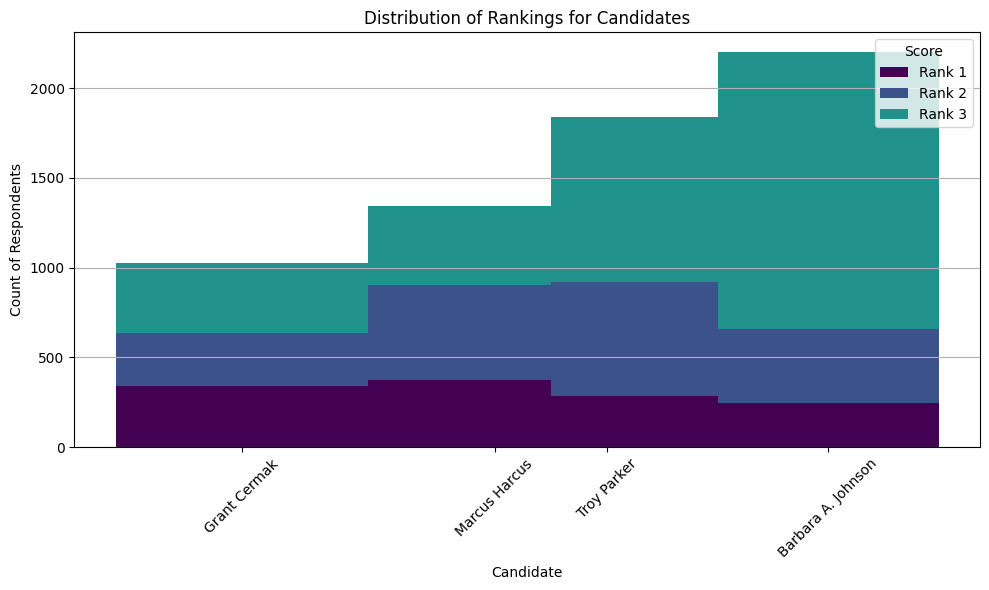 Distribution of Rankings for Candidates
Score
Rank 1
Rank 2
Rank 3
Count of Respondents
2000
1500
1000
500
0
Grant Cermak
Marcus Harcus
Troy Parker
Barbara A. Johnson
Candidate